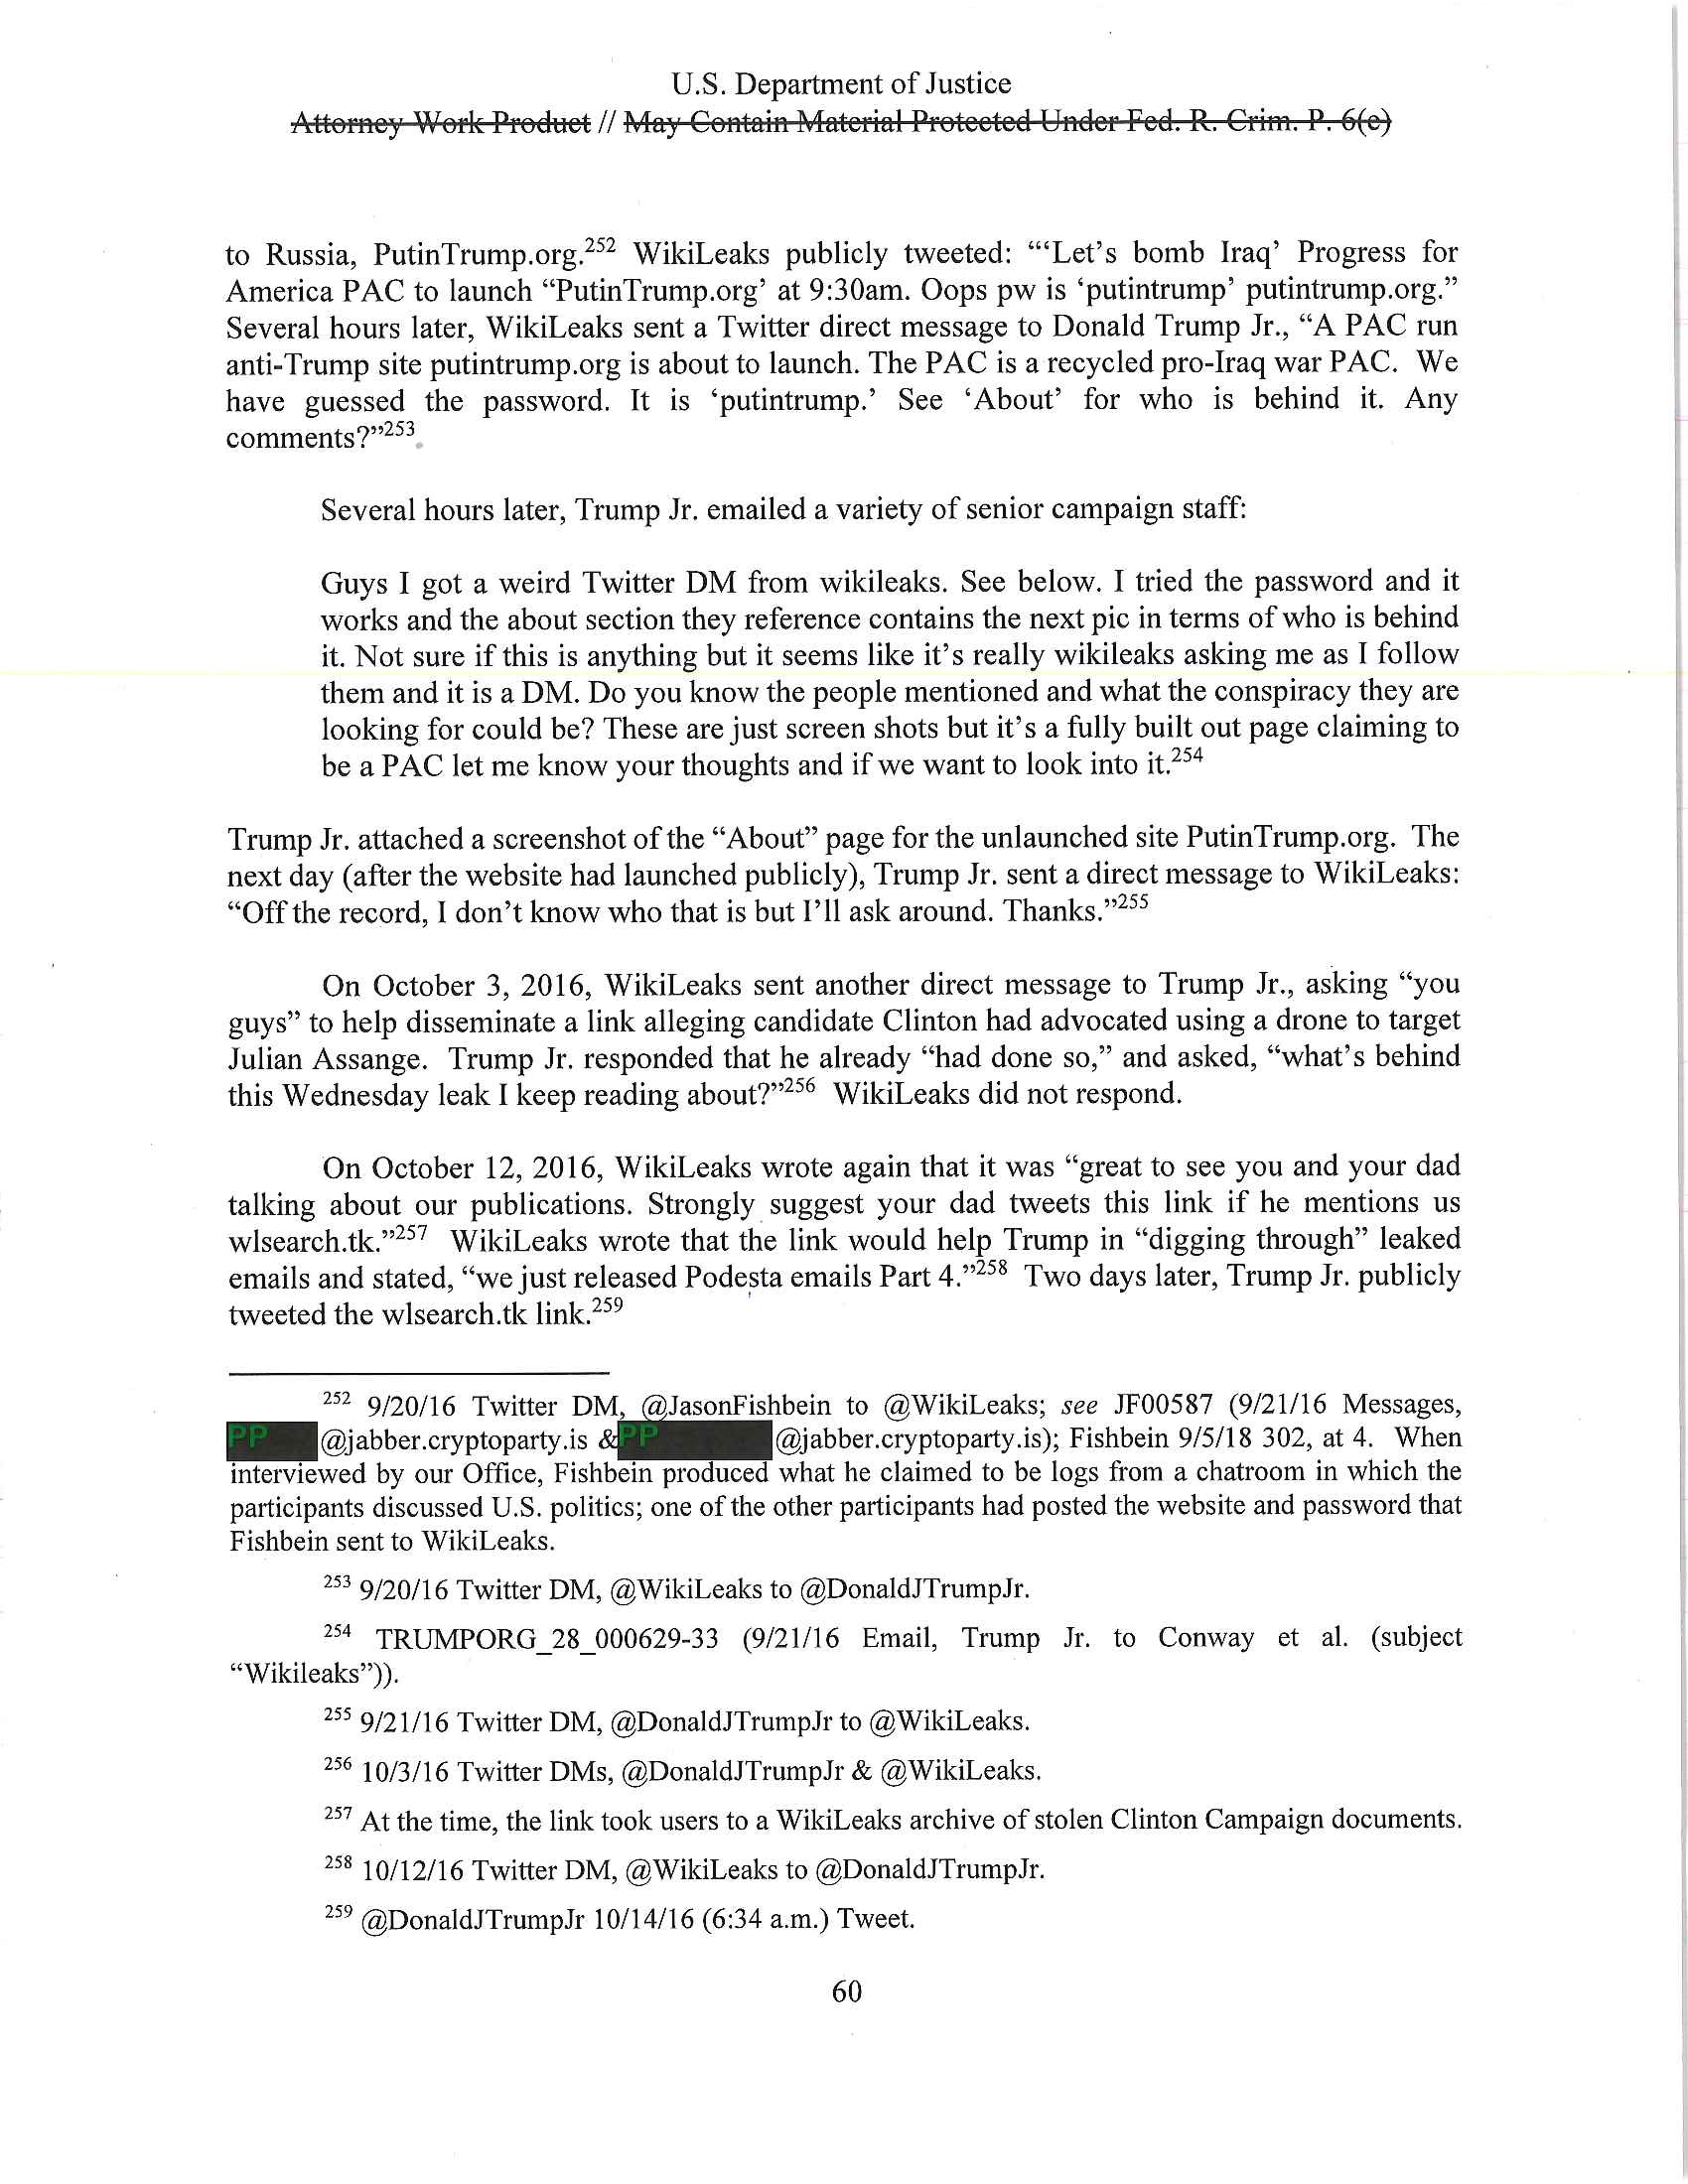 U.S. Department of Justice
Attorney Work Product // May Contain Material Protected Under Fed. R. Crim. P. 6(e)
to Russia, PutinTrump.org.252 WikiLeaks publicly tweeted: “‘Let’s bomb Iraq’ Progress for
America PAC to launch “PutinTrump.org’ at 9:30am. Oops pw is ‘putintrump’ putintrump.org.”
Several hours later, WikiLeaks sent a Twitter direct message to Donald Trump Jr., “A PAC run
anti-Trump site putintrump.org is about to launch. The PAC is a recycled pro-Iraq war PAC. We
have guessed the password. It is ‘putintrump.’ See ‘About’ for who is behind it. Any
comments?”253
Several hours later, Trump Jr. emailed a variety of senior campaign staff:
Guys I got a weird Twitter DM from wikileaks. See below. I tried the password and it
works and the about section they reference contains the next pic in terms of who is behind
it. Not sure if this is anything but it seems like it’s really wikileaks asking me as I follow
them and it is a DM. Do you know the people mentioned and what the conspiracy they are
looking for could be? These are just screen shots but it’s a fully built out page claiming to
be a PAC let me know your thoughts and if we want to look into it.254
Trump Jr. attached a screenshot of the “About” page for the unlaunched site PutinTrump.org. The
next day (after the website had launched publicly), Trump Jr. sent a direct message to WikiLeaks:
“Off the record, I don’t know who that is but I’ll ask around. Thanks.”255
On October 3, 2016, WikiLeaks sent another direct message to Trump Jr., asking “you
guys” to help disseminate a link alleging candidate Clinton had advocated using a drone to target
Julian Assange. Trump Jr. responded that he already “had done so,” and asked, “what’s behind
this Wednesday leak I keep reading about?”256 WikiLeaks did not respond.
On October 12, 2016, WikiLeaks wrote again that it was “great to see you and your dad
talking about our publications. Strongly suggest your dad tweets this link if he mentions us
wlsearch.tk.”257 WikiLeaks wrote that the link would help Trump in “digging through” leaked
emails and stated, “we just released Podesta emails Part 4.”258 Two days later, Trump Jr. publicly
tweeted the wlsearch.tk link.259
252 9/20/16 Twitter DM, @JasonFishbein to @WikiLeaks; see JF00587 (9/21/16 Messages,
PP @jabber.cryptoparty.is & PP @jabber.cryptoparty.is); Fishbein 9/5/18 302, at 4. When
interviewed by our Office, Fishbein produced what he claimed to be logs from a chatroom in which the
participants discussed U.S. politics; one of the other participants had posted the website and password that
Fishbein sent to WikiLeaks.
253 9/20/16 Twitter DM, @WikiLeaks to @DonaldJTrumpJr.
254 TRUMPORG_28_000629-33 (9/21/16 Email, Trump Jr. to Conway et al. (subject
“Wikileaks”)).
255 9/21/16 Twitter DM, @DonaldJTrumpJr to @WikiLeaks.
256 10/3/16 Twitter DMs, @DonaldJTrumpJr & @WikiLeaks.
257 At the time, the link took users to a WikiLeaks archive of stolen Clinton Campaign documents.
258 10/12/16 Twitter DM, @WikiLeaks to @DonaldJTrumpJr.
259 @DonaldJTrumpJr 10/14/16 (6:34 a.m.) Tweet.
60